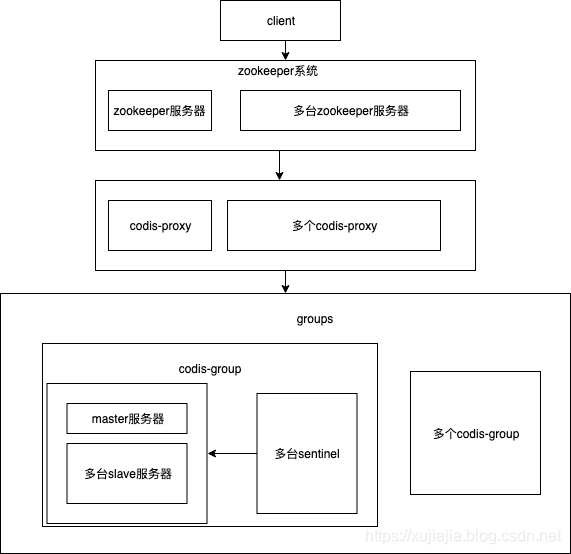 client
zookeeper系统
zookeeper服务器
多台zookeeper服务器
codis-proxy
多个codis-proxy
groups
codis-group
master服务器
多台slave服务器
多台sentinel
多个codis-group
https://xujiajia.blog.csdn.net